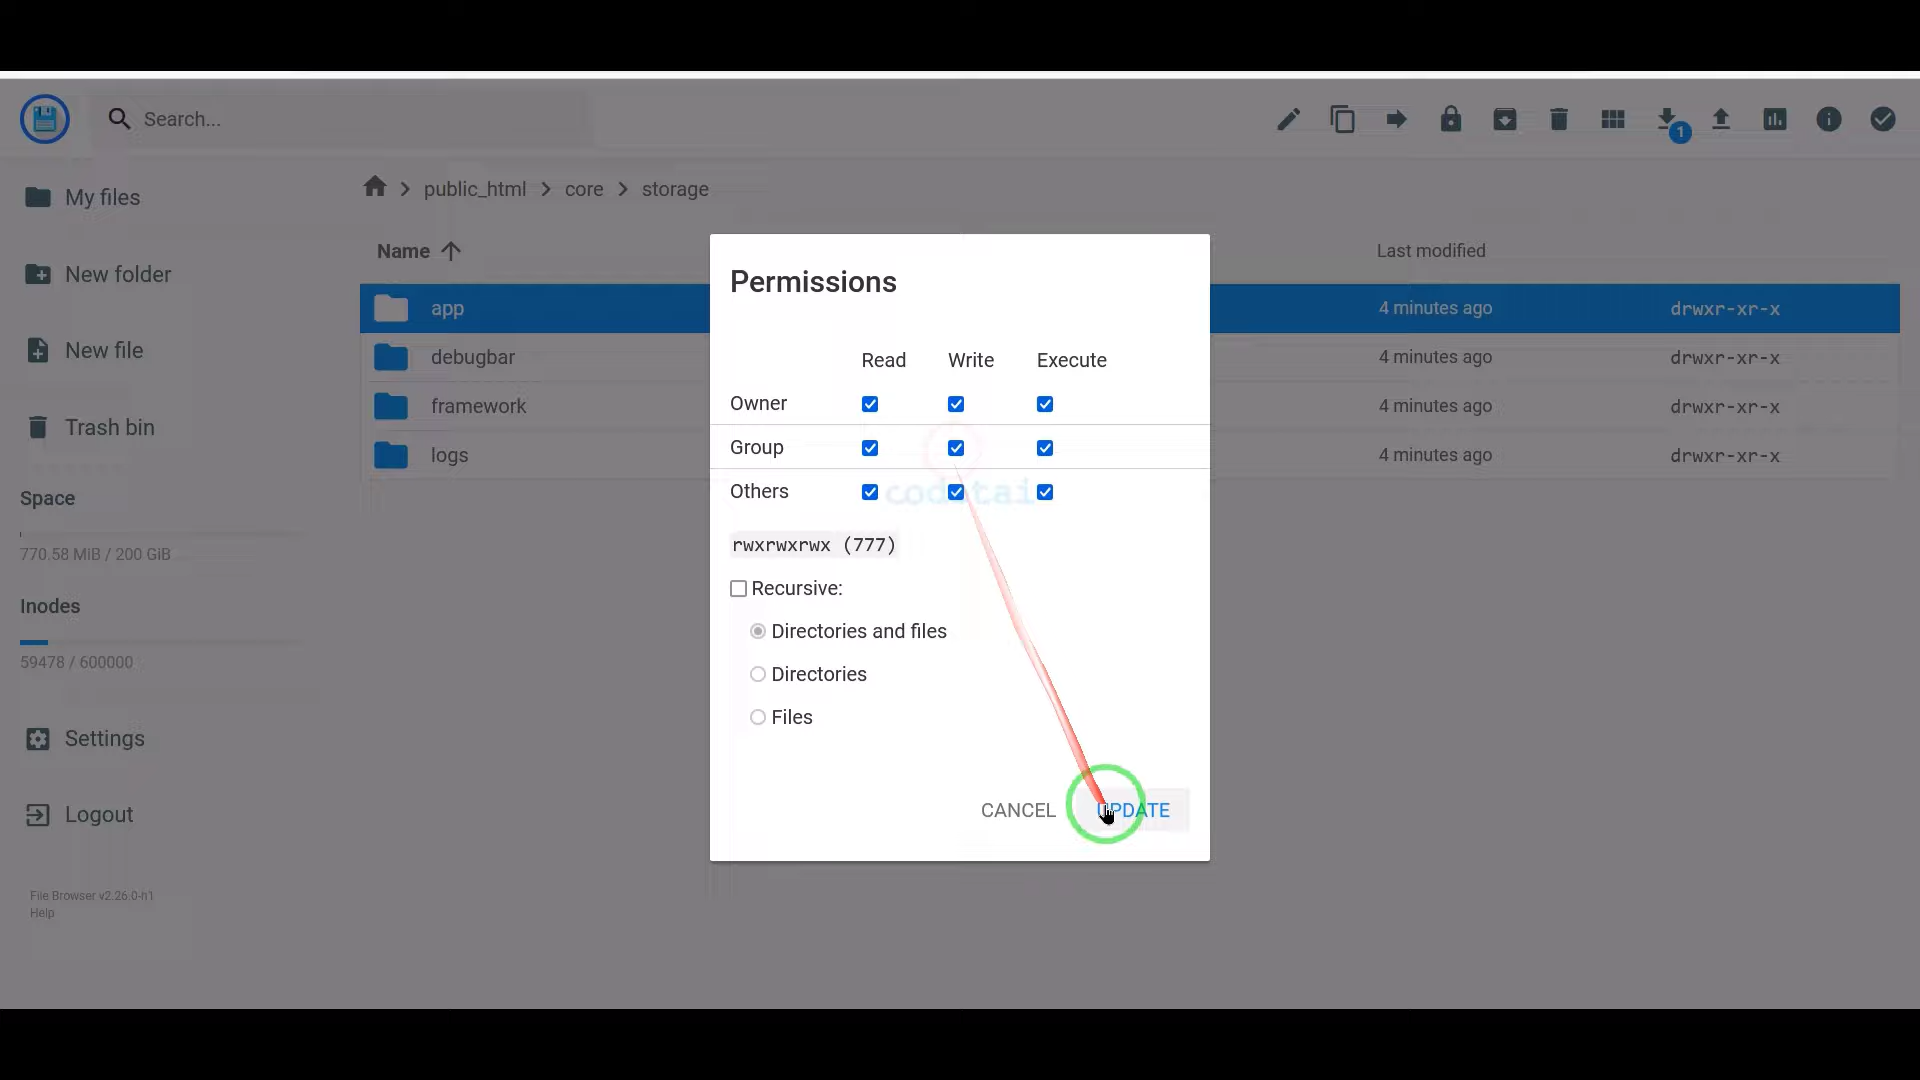 Search...
1
My files
New folder
New file
Trash bin
Space
770.58 MiB / 200 GiB
Inodes
59478 / 600000
Settings
Logout
File Browser v2.26.0-h1
Help
public_html > core > storage
Name
Last modified
app
4 minutes ago
drwxr-xr-x
debugbar
4 minutes ago
drwxr-xr-x
framework
4 minutes ago
drwxr-xr-x
logs
4 minutes ago
drwxr-xr-x
Permissions
Read Write Execute
Owner
Group
Others
rwxrwxrwx (777)
Recursive:
Directories and files
Directories
Files
CANCEL
UPDATE